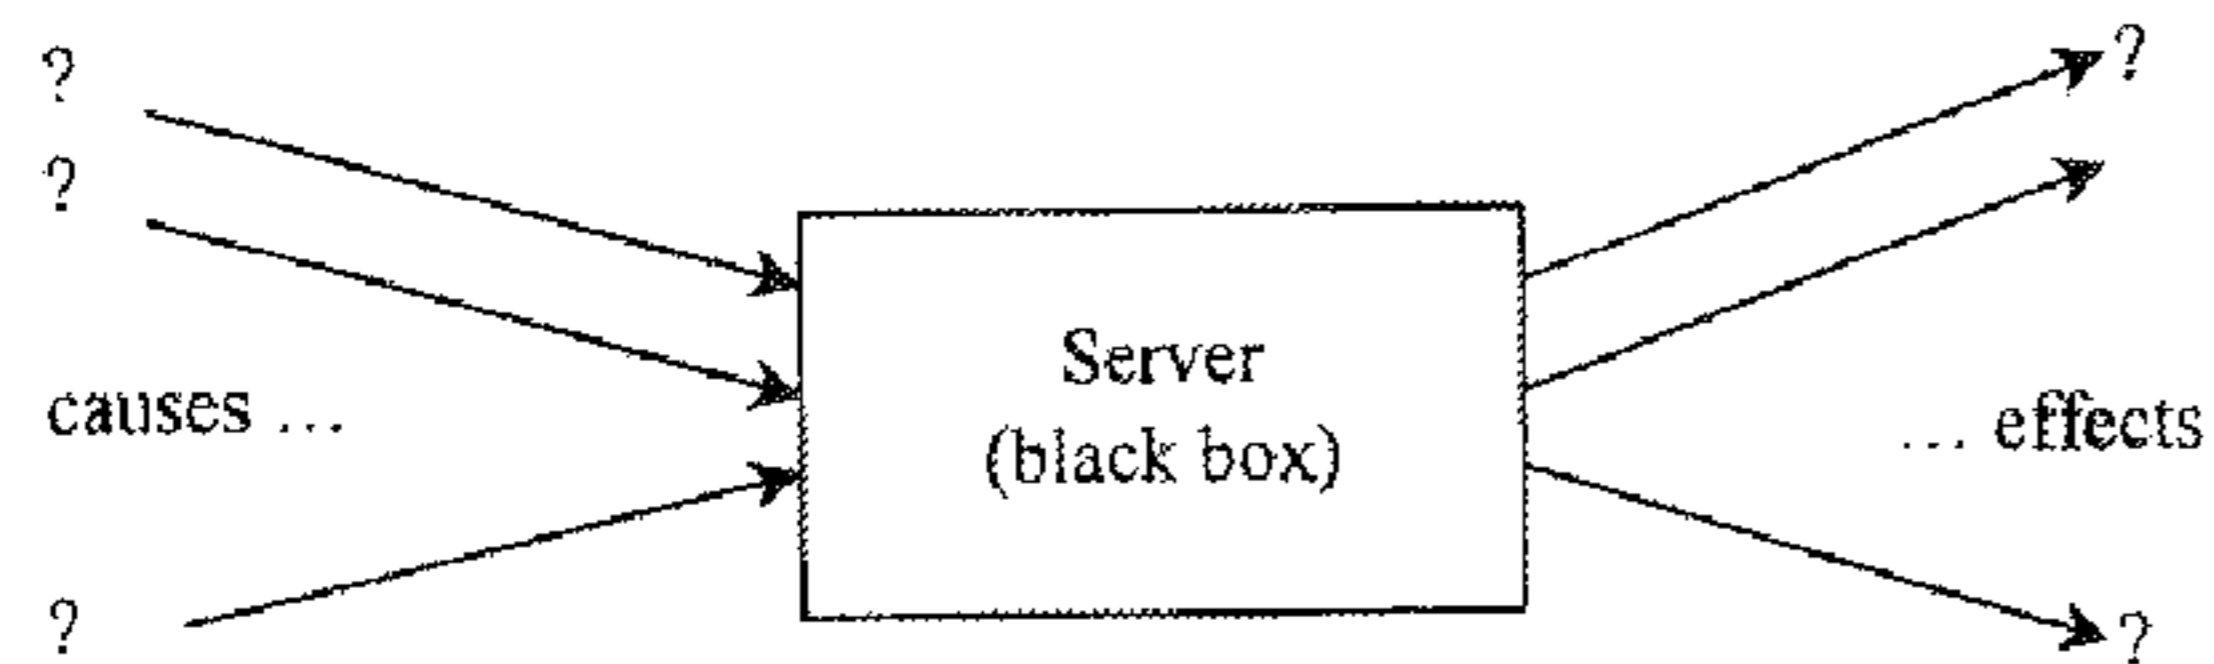 ?
?
?
Server
(black box)
causes ...
... effects
?
?